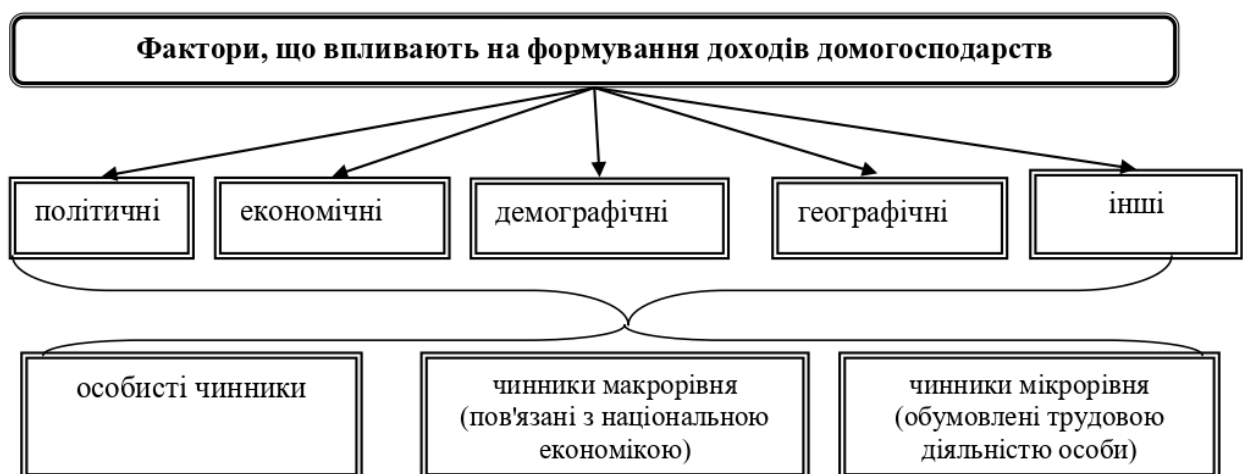 Фактори, що впливають на формування доходів домогосподарств
політичні
економічні
демографічні
географічні
інші
особисті чинники
чинники макрорівня
(пов'язані з національною
економікою)
чинники мікрорівня
(обумовлені трудовою
діяльністю особи)